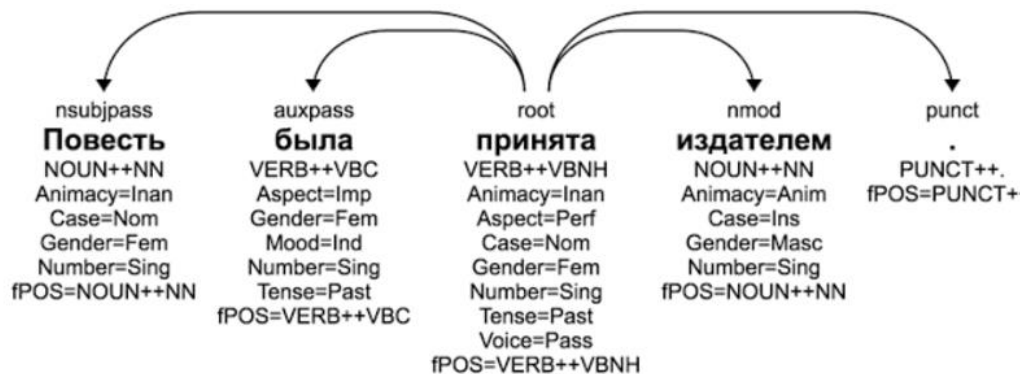 nsubjpass auxpass root nmod punct
Повесть была принята издателем .
NOUN++NN VERB++VBC VERB++VBNH NOUN++NN PUNCT++.
Animacy=Inan Aspect=Imp Animacy=Inan Animacy=Anim fPOS=PUNCT+
Case=Nom Gender=Fem Aspect=Perf Case=Ins
Gender=Fem Mood=Ind Case=Nom Gender=Masc
Number=Sing Number=Sing Gender=Fem Number=Sing
fPOS=NOUN++NN Tense=Past Number=Sing fPOS=NOUN++NN
fPOS=VERB++VBC Tense=Past
Voice=Pass
fPOS=VERB++VBNH